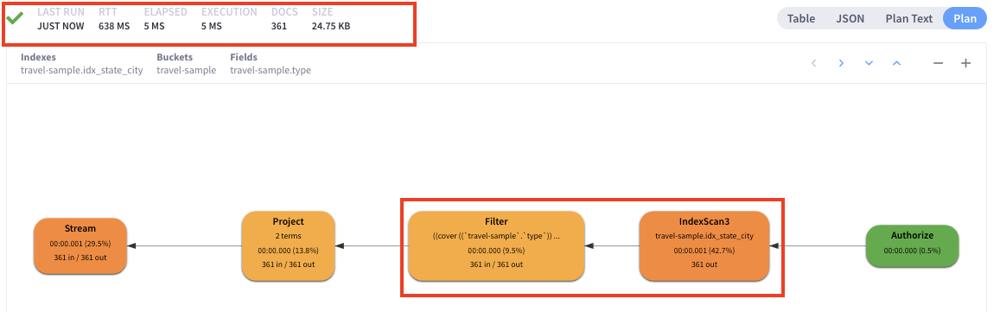 LAST RUN RTT ELAPSED EXECUTION DOCS SIZE
JUST NOW 638 MS 5 MS 5 MS 361 24.75 KB
Table JSON Plan Text Plan
Indexes Buckets Fields
travel-sample.idx_state_city travel-sample travel-sample.type
Stream
00:00.001 (29.5%)
361 in / 361 out
Project
2 terms
00:00.000 (13.8%)
361 in / 361 out
Filter
((cover ((`travel-sample`.`type`)) ...
00:00.000 (9.5%)
361 in / 361 out
IndexScan3
travel-sample.idx_state_city
00:00.001 (42.7%)
361 out
Authorize
00:00.000 (0.5%)